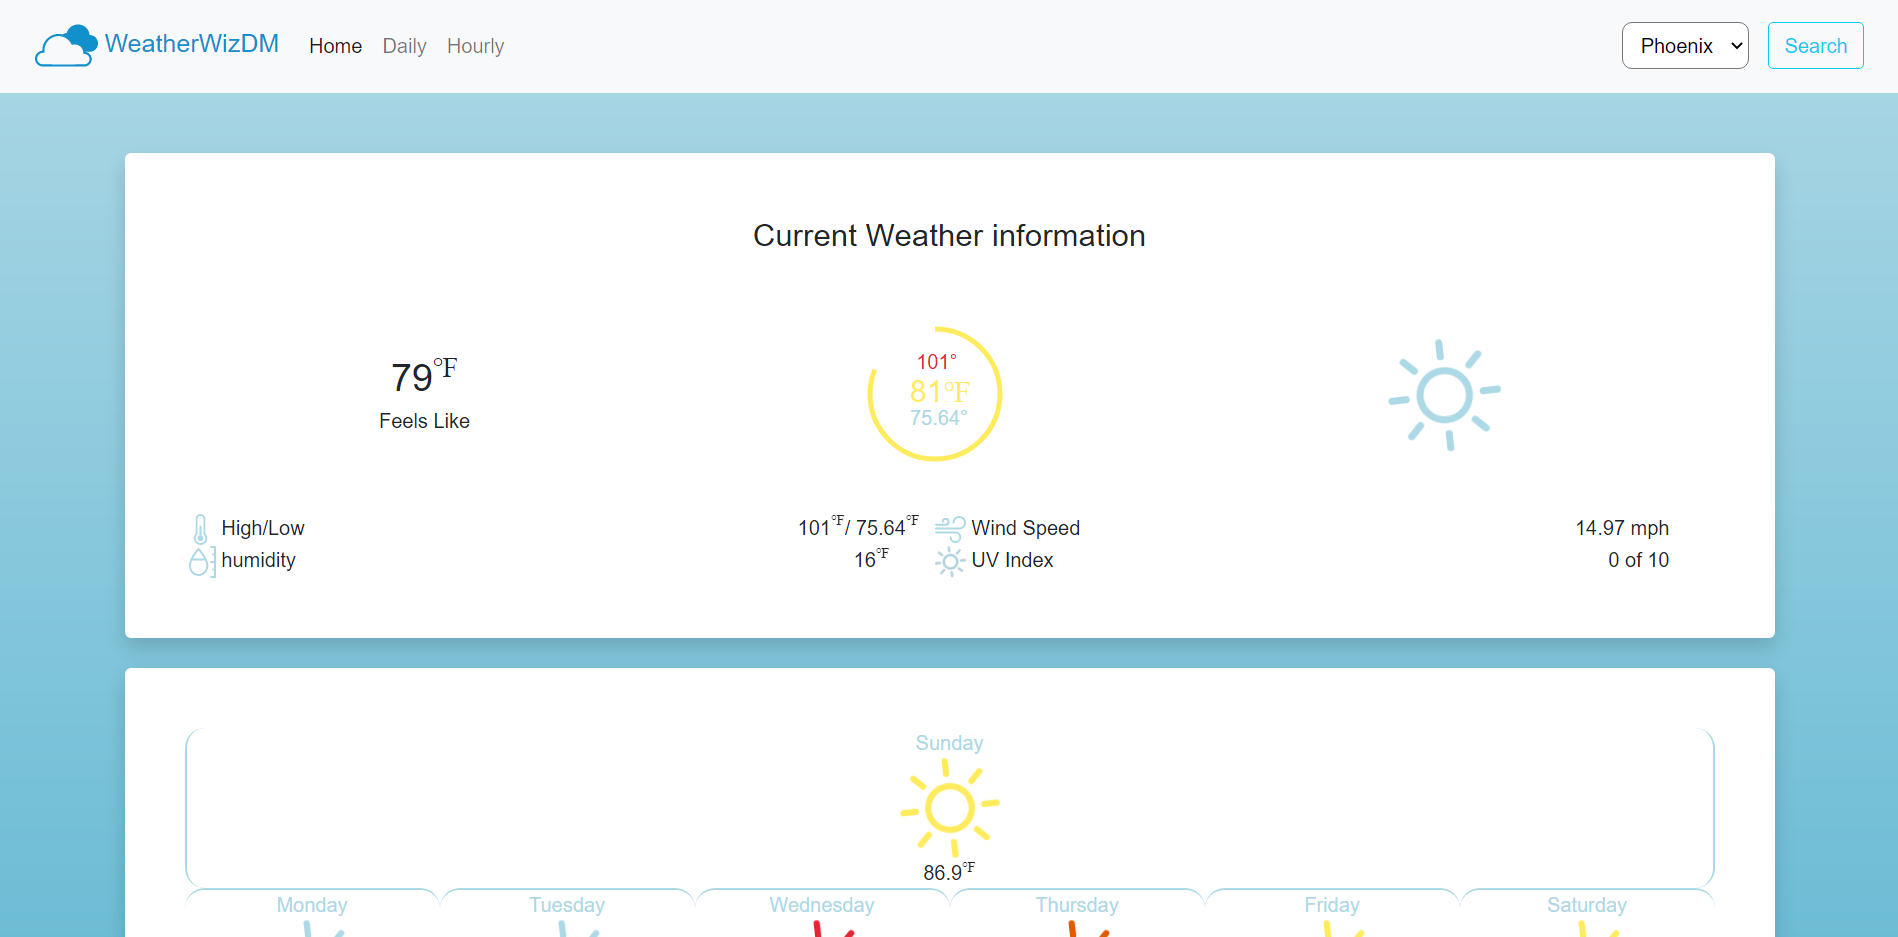 WeatherWizDM Home Daily Hourly Phoenix Search
Current Weather information
79℉
Feels Like
101°
81℉
75.64°
High/Low 101℉/ 75.64℉ Wind Speed 14.97 mph
humidity 16℉ UV Index 0 of 10
Sunday
86.9℉
Monday Tuesday Wednesday Thursday Friday Saturday